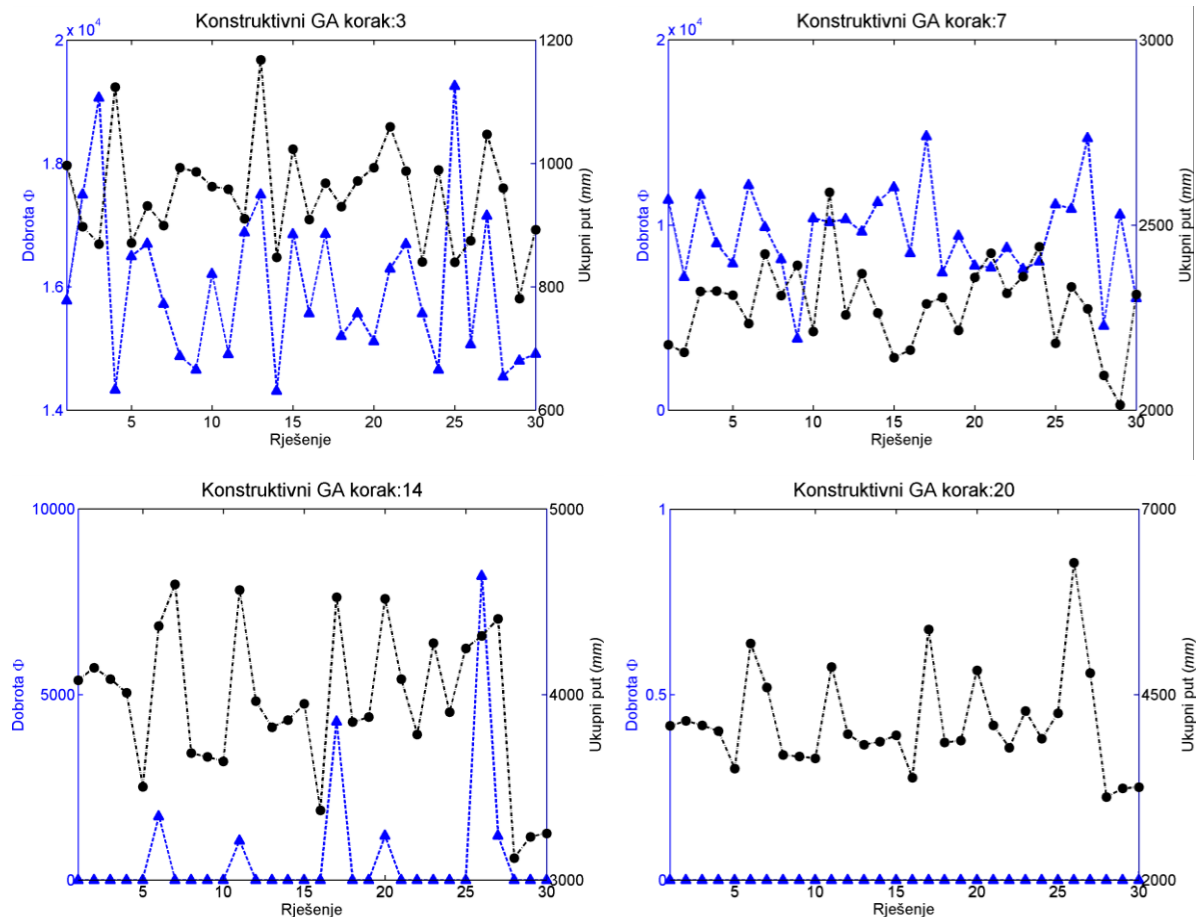 Konstruktivni GA korak:3
2 x 10⁴
1.8
1.6
1.4
Dobrota Φ
1200
1000
800
600
Ukupni put (mm)
5 10 15 20 25 30
Rješenje
Konstruktivni GA korak:7
2 x 10⁴
1
0
Dobrota Φ
3000
2500
2000
Ukupni put (mm)
5 10 15 20 25 30
Rješenje
Konstruktivni GA korak:14
10000
5000
0
Dobrota Φ
5000
4000
3000
Ukupni put (mm)
5 10 15 20 25 30
Rješenje
Konstruktivni GA korak:20
1
0.5
0
Dobrota Φ
7000
4500
2000
Ukupni put (mm)
5 10 15 20 25 30
Rješenje